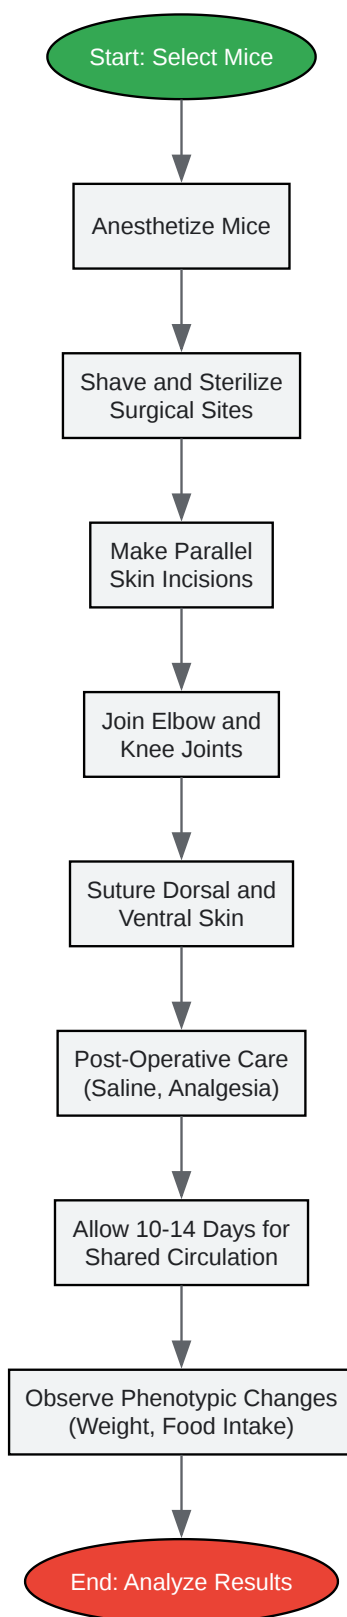 Start: Select Mice
Anesthetize Mice
Shave and Sterilize
Surgical Sites
Make Parallel
Skin Incisions
Join Elbow and
Knee Joints
Suture Dorsal and
Ventral Skin
Post-Operative Care
(Saline, Analgesia)
Allow 10-14 Days for
Shared Circulation
Observe Phenotypic Changes
(Weight, Food Intake)
End: Analyze Results